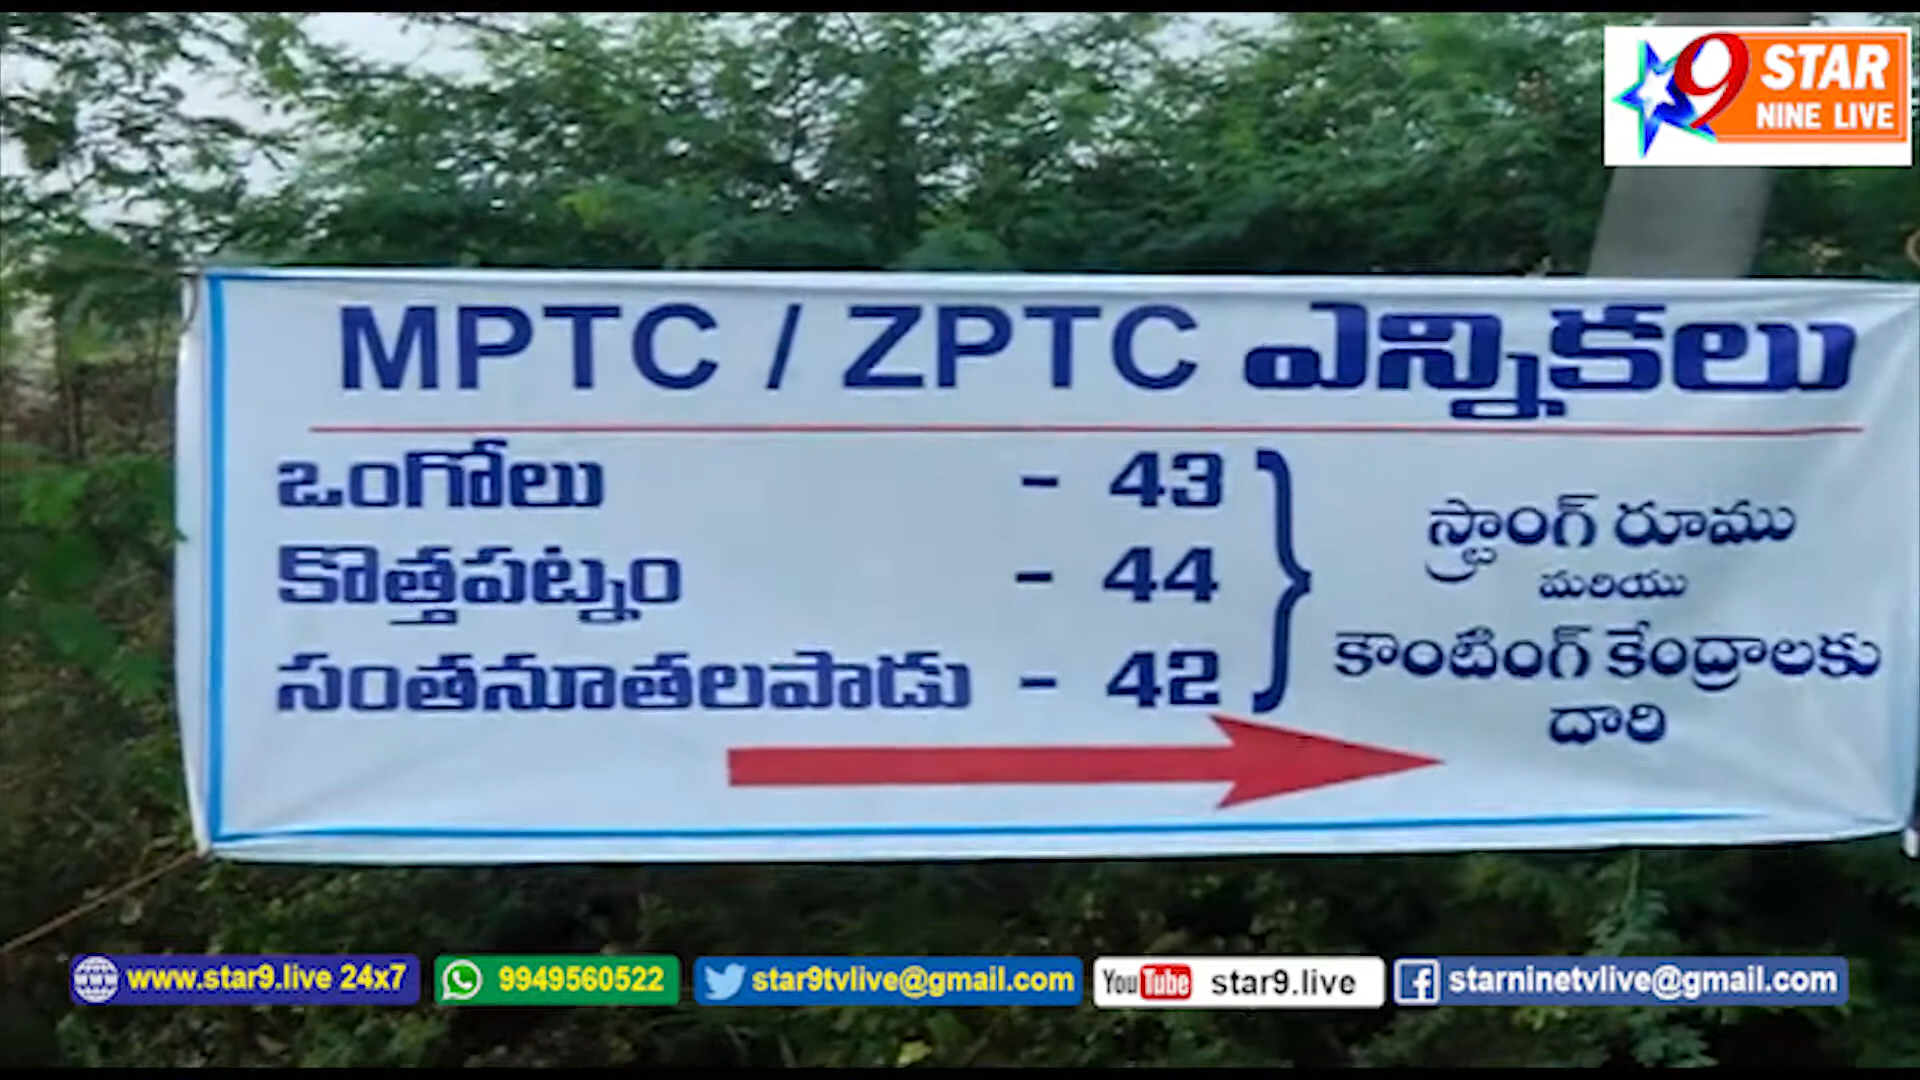 9 STAR
NINE LIVE
MPTC / ZPTC ఎన్నికలు
ఒంగోలు - 43
కొత్తపట్నం - 44
సంతనూతలపాడు - 42
స్ట్రాంగ్ రూము
మరియు
కౌంటింగ్ కేంద్రాలకు
దారి
www.star9.live 24x7
9949560522
star9tvlive@gmail.com
YouTube star9.live
starninetvlive@gmail.com